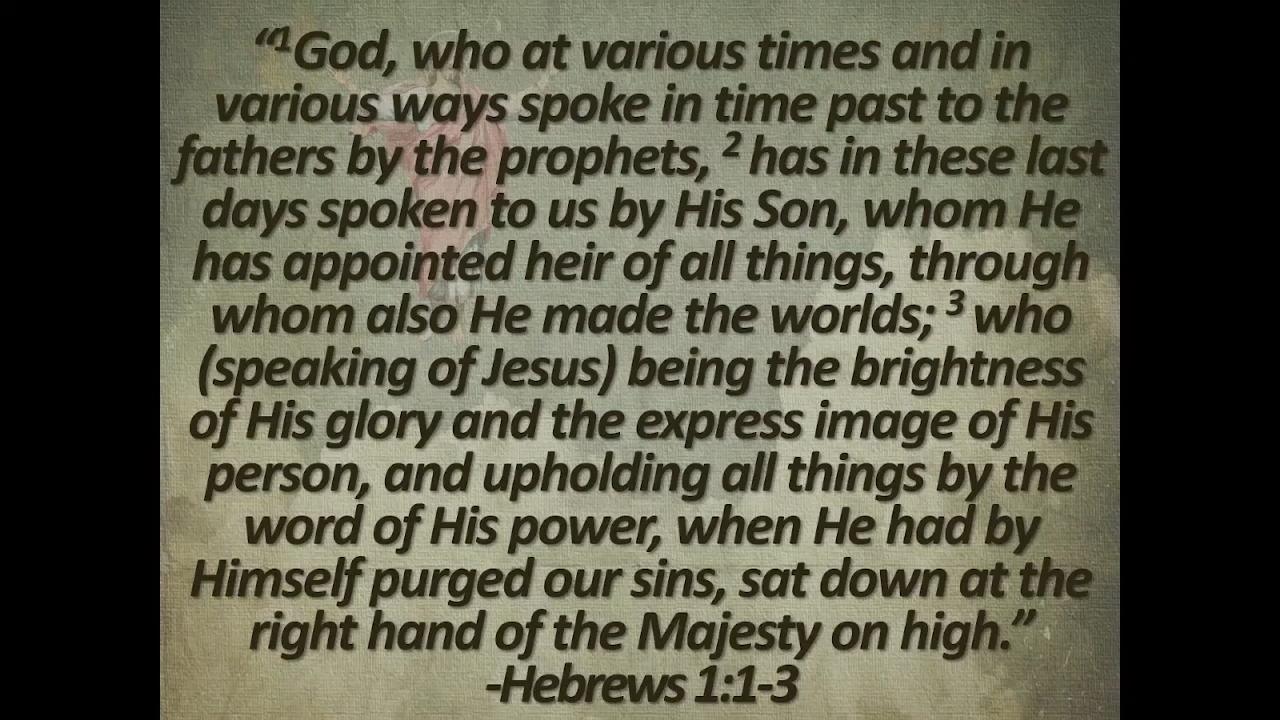 “¹God, who at various times and in
various ways spoke in time past to the
fathers by the prophets, ² has in these last
days spoken to us by His Son, whom He
has appointed heir of all things, through
whom also He made the worlds; ³ who
(speaking of Jesus) being the brightness
of His glory and the express image of His
person, and upholding all things by the
word of His power, when He had by
Himself purged our sins, sat down at the
right hand of the Majesty on high.”
-Hebrews 1:1-3